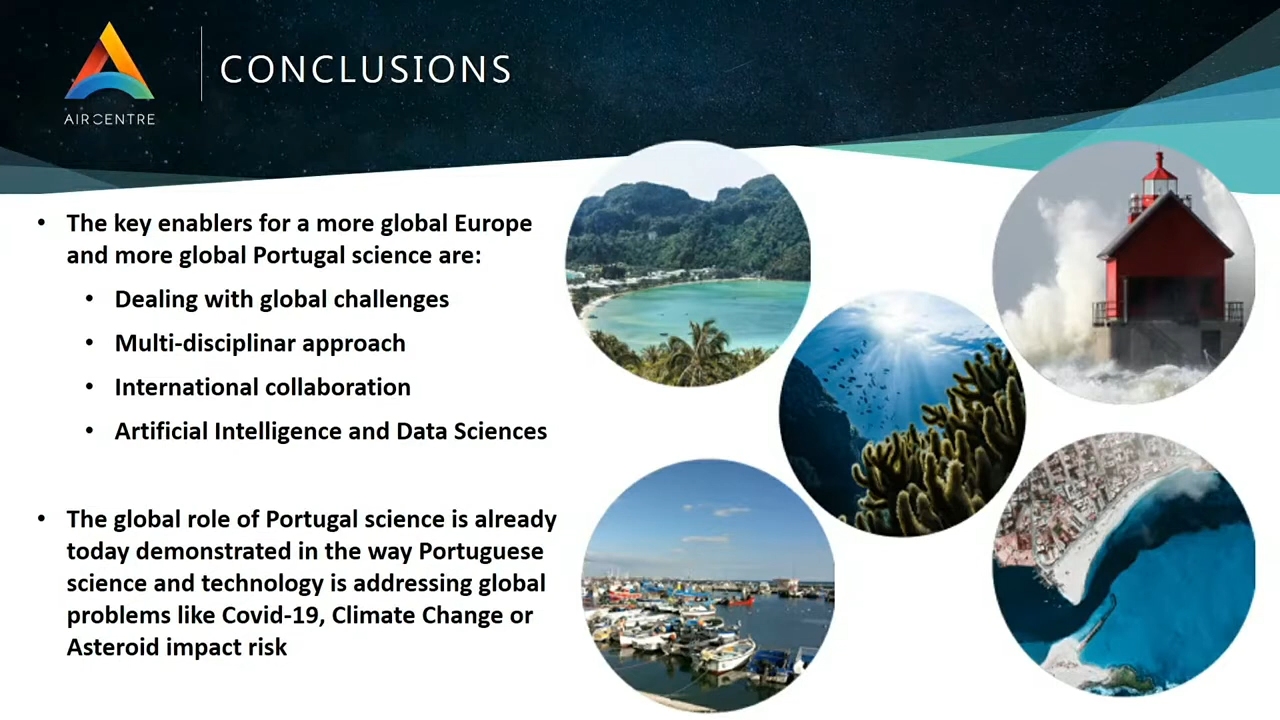 AIRCENTRE
CONCLUSIONS
• The key enablers for a more global Europe
and more global Portugal science are:
• Dealing with global challenges
• Multi-disciplinar approach
• International collaboration
• Artificial Intelligence and Data Sciences
• The global role of Portugal science is already
today demonstrated in the way Portuguese
science and technology is addressing global
problems like Covid-19, Climate Change or
Asteroid impact risk